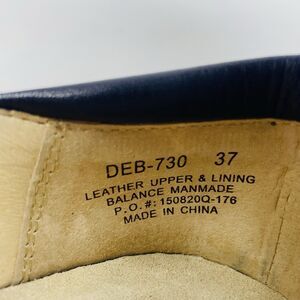 DEB-730 37
LEATHER UPPER & LINING
BALANCE MANMADE
P.O.#: 150820Q-176
MADE IN CHINA